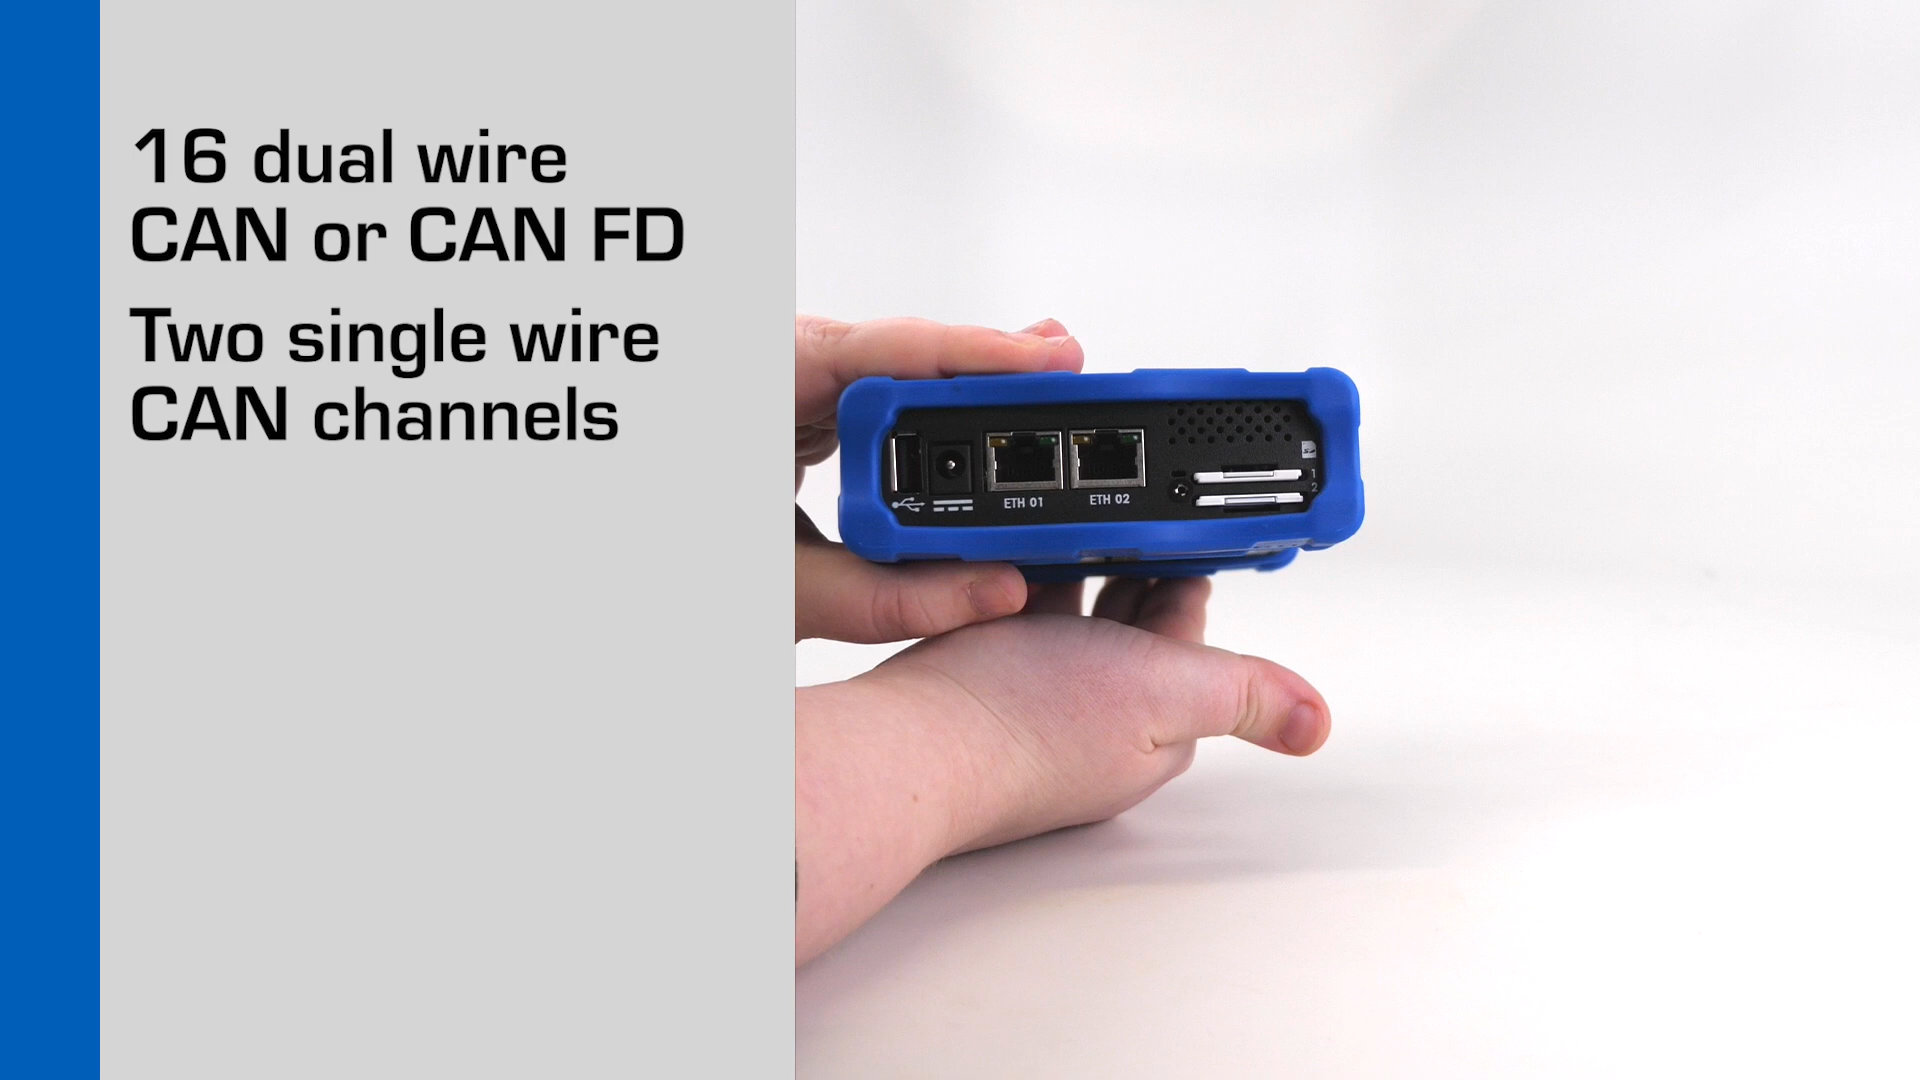 16 dual wire
CAN or CAN FD
Two single wire
CAN channels
ETH 01
ETH 02
1
2